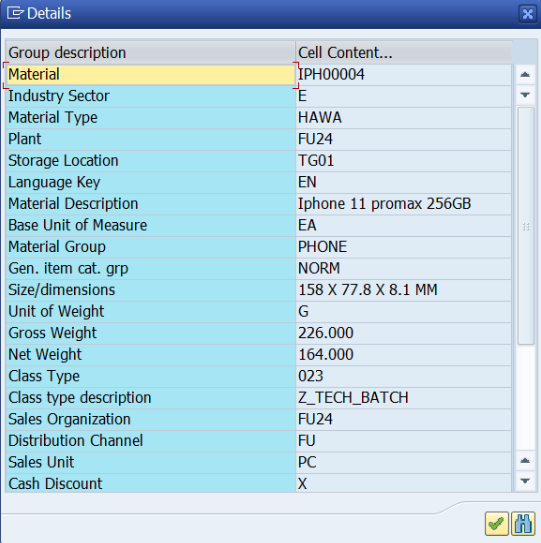 Details
Group description Cell Content...
Material IPH00004
Industry Sector E
Material Type HAWA
Plant FU24
Storage Location TG01
Language Key EN
Material Description Iphone 11 promax 256GB
Base Unit of Measure EA
Material Group PHONE
Gen. item cat. grp NORM
Size/dimensions 158 X 77.8 X 8.1 MM
Unit of Weight G
Gross Weight 226.000
Net Weight 164.000
Class Type 023
Class type description Z_TECH_BATCH
Sales Organization FU24
Distribution Channel FU
Sales Unit PC
Cash Discount X